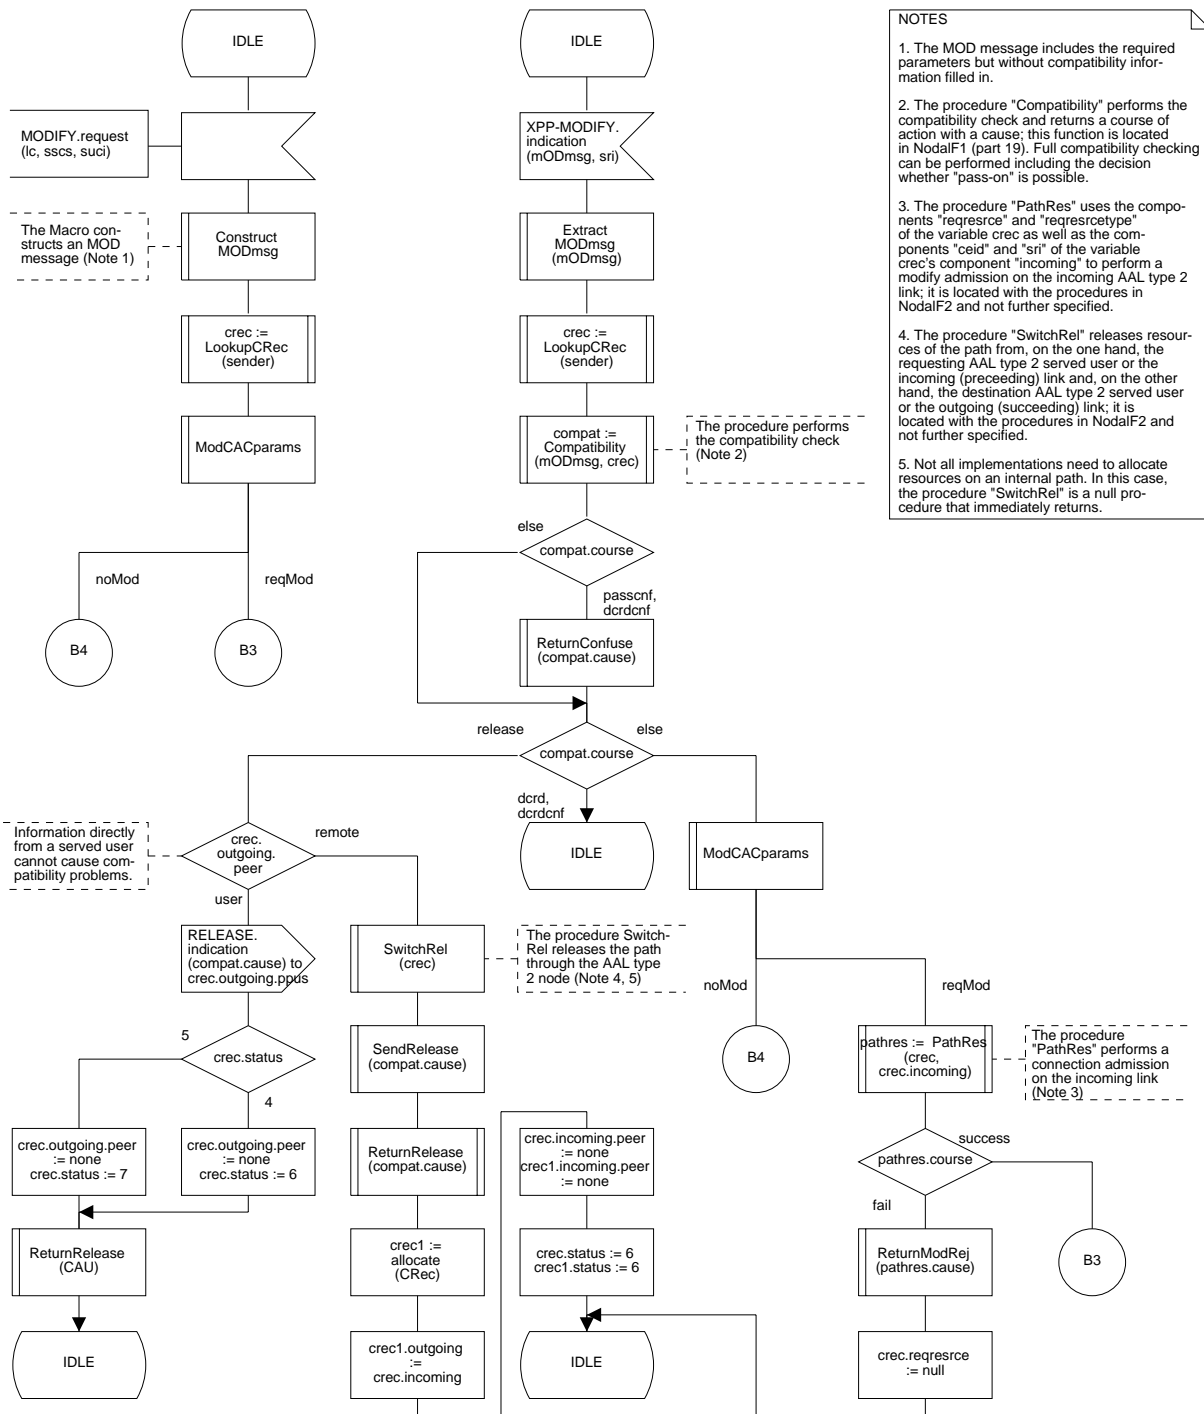 IDLE
MODIFY.request
(lc, sscs, suci)
The Macro con-
structs an MOD
message (Note 1)
Construct
MODmsg
crec :=
LookupCRec
(sender)
ModCACparams
noMod
reqMod
B4
B3
IDLE
XPP-MODIFY.
indication
(mODmsg, sri)
Extract
MODmsg
(mODmsg)
crec :=
LookupCRec
(sender)
compat :=
Compatibility
(mODmsg, crec)
The procedure performs
the compatibility check
(Note 2)
else
compat.course
passcnf,
dcrdcnf
ReturnConfuse
(compat.cause)
release
else
compat.course
dcrd,
dcrdcnf
IDLE
NOTES
1. The MOD message includes the required
parameters but without compatibility infor-
mation filled in.
2. The procedure "Compatibility" performs the
compatibility check and returns a course of
action with a cause; this function is located
in NodalF1 (part 19). Full compatibility checking
can be performed including the decision
whether "pass-on" is possible.
3. The procedure "PathRes" uses the compo-
nents "reqresrce" and "reqresrcetype"
of the variable crec as well as the com-
ponents "ceid" and "sri" of the variable
crec's component "incoming" to perform a
modify admission on the incoming AAL type 2
link; it is located with the procedures in
NodalF2 and not further specified.
4. The procedure "SwitchRel" releases resour-
ces of the path from, on the one hand, the
requesting AAL type 2 served user or the
incoming (preceeding) link and, on the other
hand, the destination AAL type 2 served user
or the outgoing (succeeding) link; it is
located with the procedures in NodalF2 and
not further specified.
5. Not all implementations need to allocate
resources on an internal path. In this case,
the procedure "SwitchRel" is a null pro-
cedure that immediately returns.
Information directly
from a served user
cannot cause com-
patibility problems.
crec.
outgoing.
peer
remote
user
RELEASE.
indication
(compat.cause) to
crec.outgoing.ppus
5
crec.status
4
crec.outgoing.peer
:= none
crec.status := 7
crec.outgoing.peer
:= none
crec.status := 6
ReturnRelease
(CAU)
IDLE
SwitchRel
(crec)
The procedure Switch-
Rel releases the path
through the AAL type
2 node (Note 4, 5)
SendRelease
(compat.cause)
ReturnRelease
(compat.cause)
crec1 :=
allocate
(CRec)
crec1.outgoing
:=
crec.incoming
crec.incoming.peer
:= none
crec1.incoming.peer
:= none
crec.status := 6
crec1.status := 6
IDLE
ModCACparams
noMod
reqMod
B4
pathres := PathRes
(crec,
crec.incoming)
The procedure
"PathRes" performs a
connection admission
on the incoming link
(Note 3)
success
pathres.course
fail
B3
ReturnModRej
(pathres.cause)
crec.reqresrce
:= null